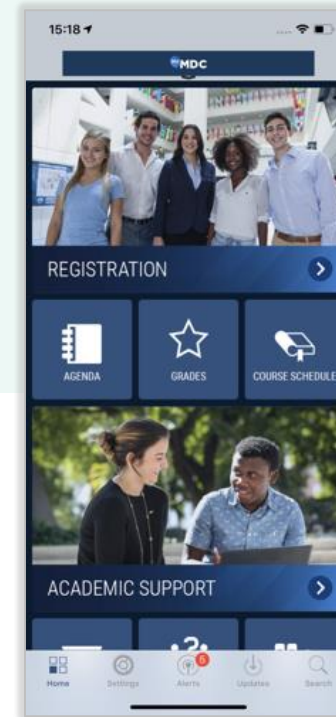 15:18
MDC
REGISTRATION
AGENDA GRADES COURSE SCHEDULE
ACADEMIC SUPPORT
5
Home Settings Alerts Updates Search